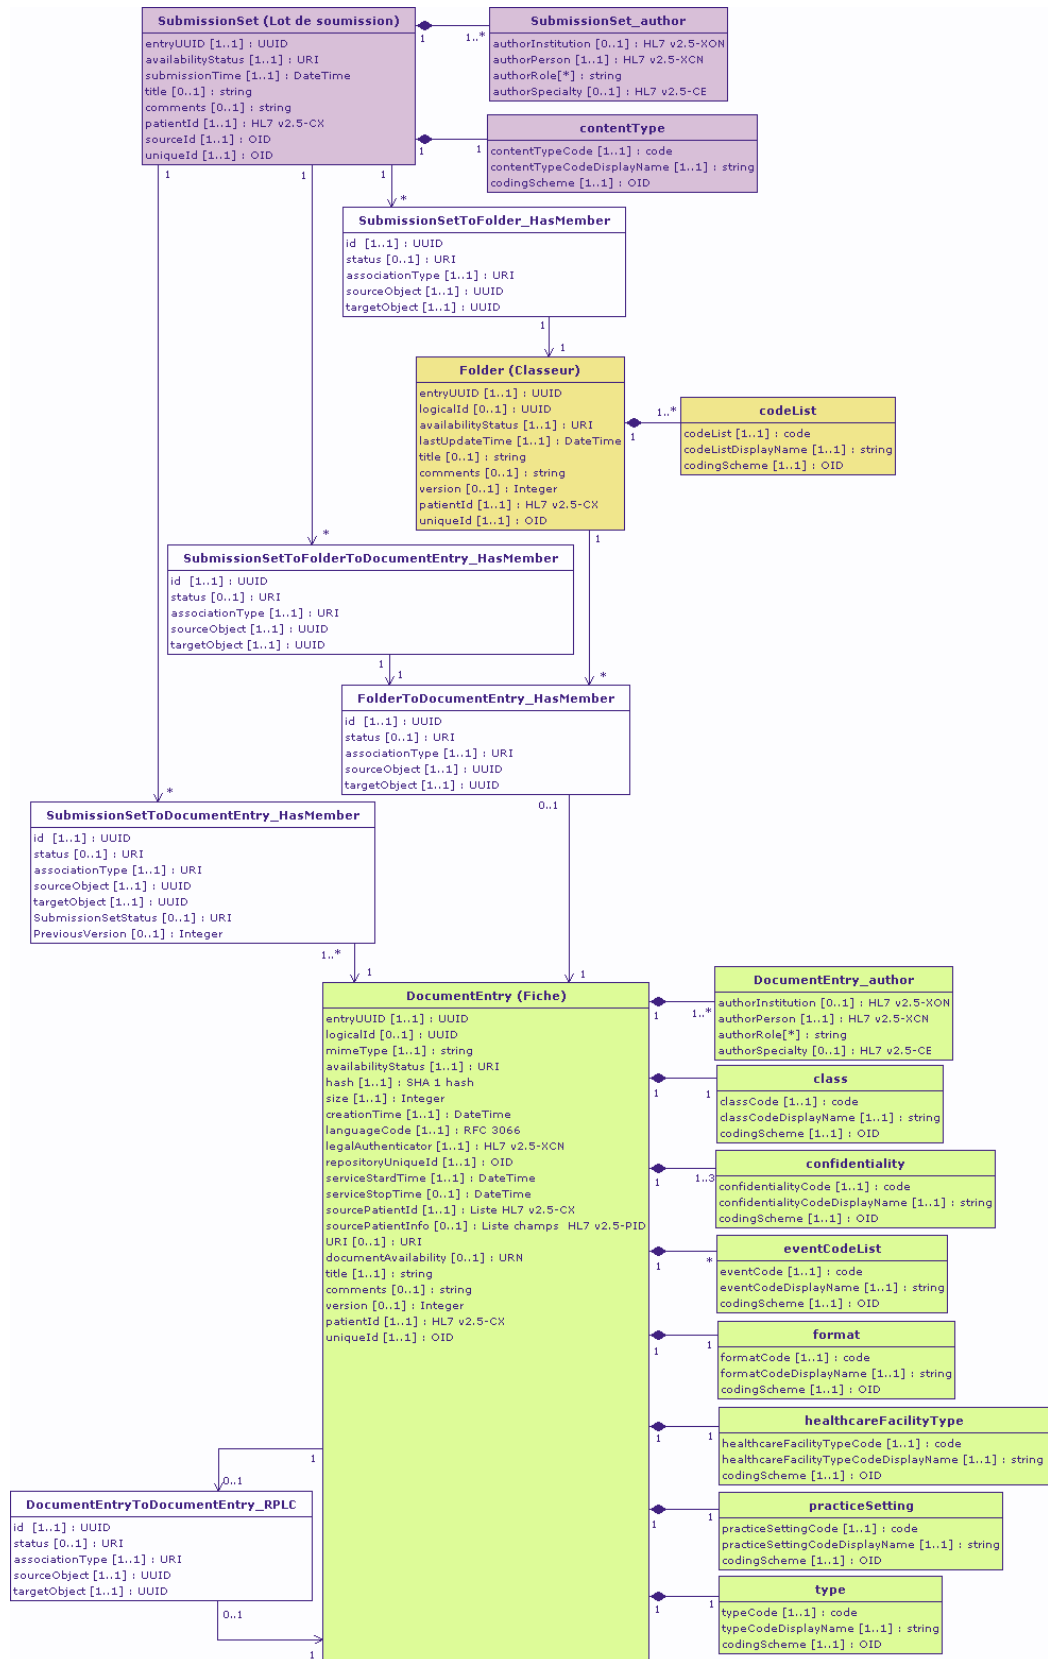 SubmissionSet (Lot de soumission)
entryUUID [1..1] : UUID
availabilityStatus [1..1] : URI
submissionTime [1..1] : DateTime
title [0..1] : string
comments [0..1] : string
patientId [1..1] : HL7 v2.5-CX
sourceId [1..1] : OID
uniqueId [1..1] : OID
1
1..*
SubmissionSet_author
authorInstitution [0..1] : HL7 v2.5-XON
authorPerson [1..1] : HL7 v2.5-XCN
authorRole[*] : string
authorSpecialty [0..1] : HL7 v2.5-CE
1
1
contentType
contentTypeCode [1..1] : code
contentTypeCodeDisplayName [1..1] : string
codingScheme [1..1] : OID
1
1
1
*
SubmissionSetToFolder_HasMember
id [1..1] : UUID
status [0..1] : URI
associationType [1..1] : URI
sourceObject [1..1] : UUID
targetObject [1..1] : UUID
1
1
Folder (Classeur)
entryUUID [1..1] : UUID
logicalId [0..1] : UUID
availabilityStatus [1..1] : URI
lastUpdateTime [1..1] : DateTime
title [0..1] : string
comments [0..1] : string
version [0..1] : Integer
patientId [1..1] : HL7 v2.5-CX
uniqueId [1..1] : OID
1
1..*
codeList
codeList [1..1] : code
codeListDisplayName [1..1] : string
codingScheme [1..1] : OID
*
1
SubmissionSetToFolderToDocumentEntry_HasMember
id [1..1] : UUID
status [0..1] : URI
associationType [1..1] : URI
sourceObject [1..1] : UUID
targetObject [1..1] : UUID
1
1
*
FolderToDocumentEntry_HasMember
id [1..1] : UUID
status [0..1] : URI
associationType [1..1] : URI
sourceObject [1..1] : UUID
targetObject [1..1] : UUID
0..1
*
SubmissionSetToDocumentEntry_HasMember
id [1..1] : UUID
status [0..1] : URI
associationType [1..1] : URI
sourceObject [1..1] : UUID
targetObject [1..1] : UUID
SubmissionSetStatus [0..1] : URI
PreviousVersion [0..1] : Integer
1..*
1
1
DocumentEntry (Fiche)
entryUUID [1..1] : UUID
logicalId [0..1] : UUID
mimeType [1..1] : string
availabilityStatus [1..1] : URI
hash [1..1] : SHA 1 hash
size [1..1] : Integer
creationTime [1..1] : DateTime
languageCode [1..1] : RFC 3066
legalAuthenticator [1..1] : HL7 v2.5-XCN
repositoryUniqueId [1..1] : OID
serviceStardTime [1..1] : DateTime
serviceStopTime [0..1] : DateTime
sourcePatientId [1..1] : Liste HL7 v2.5-CX
sourcePatientInfo [0..1] : Liste champs HL7 v2.5-PID
URI [0..1] : URI
documentAvailability [0..1] : URN
title [1..1] : string
comments [0..1] : string
version [0..1] : Integer
patientId [1..1] : HL7 v2.5-CX
uniqueId [1..1] : OID
1
1..*
DocumentEntry_author
authorInstitution [0..1] : HL7 v2.5-XON
authorPerson [1..1] : HL7 v2.5-XCN
authorRole[*] : string
authorSpecialty [0..1] : HL7 v2.5-CE
1
1
class
classCode [1..1] : code
classCodeDisplayName [1..1] : string
codingScheme [1..1] : OID
1
1..3
confidentiality
confidentialityCode [1..1] : code
confidentialityCodeDisplayName [1..1] : string
codingScheme [1..1] : OID
1
*
eventCodeList
eventCode [1..1] : code
eventCodeDisplayName [1..1] : string
codingScheme [1..1] : OID
1
1
format
formatCode [1..1] : code
formatCodeDisplayName [1..1] : string
codingScheme [1..1] : OID
1
1
healthcareFacilityType
healthcareFacilityTypeCode [1..1] : code
healthcareFacilityTypeCodeDisplayName [1..1] : string
codingScheme [1..1] : OID
1
1
practiceSetting
practiceSettingCode [1..1] : code
practiceSettingCodeDisplayName [1..1] : string
codingScheme [1..1] : OID
1
1
type
typeCode [1..1] : code
typeCodeDisplayName [1..1] : string
codingScheme [1..1] : OID
1
0..1
DocumentEntryToDocumentEntry_RPLC
id [1..1] : UUID
status [0..1] : URI
associationType [1..1] : URI
sourceObject [1..1] : UUID
targetObject [1..1] : UUID
0..1
1